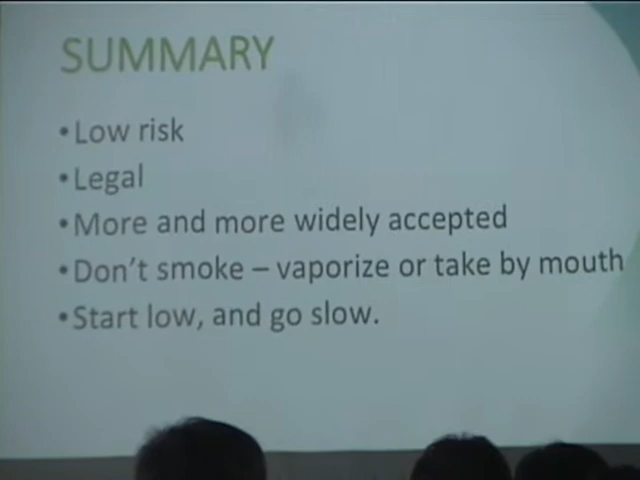 SUMMARY
•Low risk
•Legal
•More and more widely accepted
•Don't smoke – vaporize or take by mouth
•Start low, and go slow.